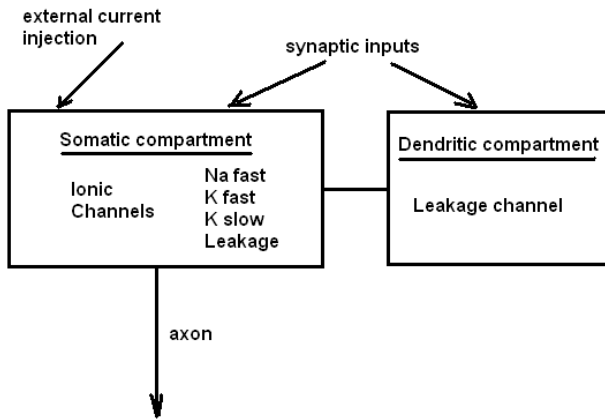 external current
injection
synaptic inputs
Somatic compartment
Ionic
Channels
Na fast
K fast
K slow
Leakage
Dendritic compartment
Leakage channel
axon